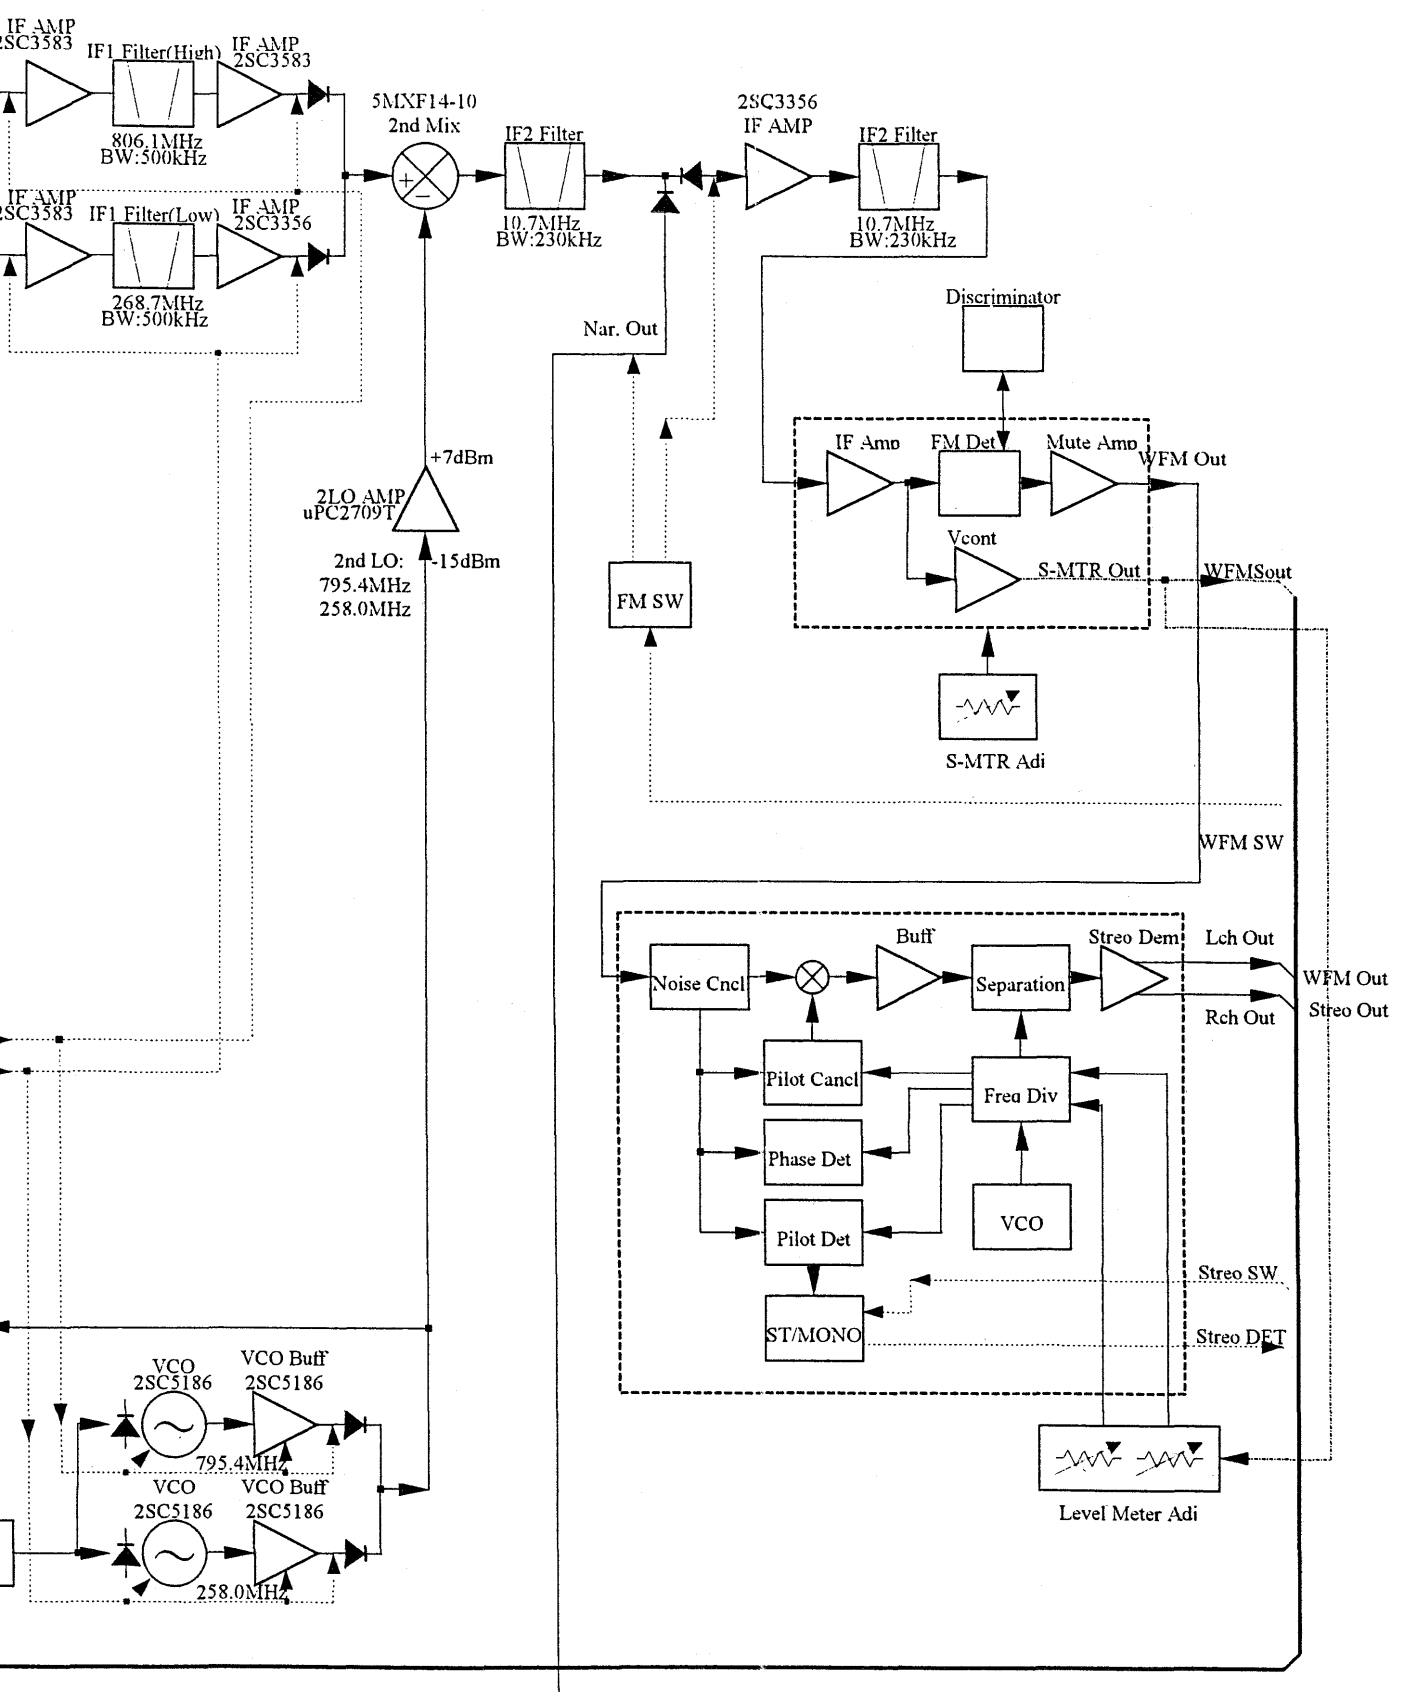 IF AMP
2SC3583
IF1 Filter(High)
IF AMP
2SC3583
806.1MHz
BW:500kHz
5MXF14-10
2nd Mix
+
−
IF2 Filter
10.7MHz
BW:230kHz
2SC3356
IF AMP
IF2 Filter
10.7MHz
BW:230kHz
IF AMP
2SC3583
IF1 Filter(Low)
IF AMP
2SC3356
268.7MHz
BW:500kHz
Nar. Out
Discriminator
+7dBm
2LO AMP
uPC2709T
2nd LO:
-15dBm
795.4MHz
258.0MHz
IF Amp
FM Det
Mute Amp
WFM Out
Vcont
S-MTR Out
WFMSout
FM SW
S-MTR Adj
WFM SW
Buff
Streo Dem
Lch Out
Noise Cncl
Separation
WFM Out
Rch Out
Streo Out
Pilot Cancl
Freq Div
Phase Det
VCO
Pilot Det
Streo SW
ST/MONO
Streo DET
VCO
2SC5186
VCO Buff
2SC5186
795.4MHz
VCO
2SC5186
VCO Buff
2SC5186
258.0MHz
Level Meter Adj